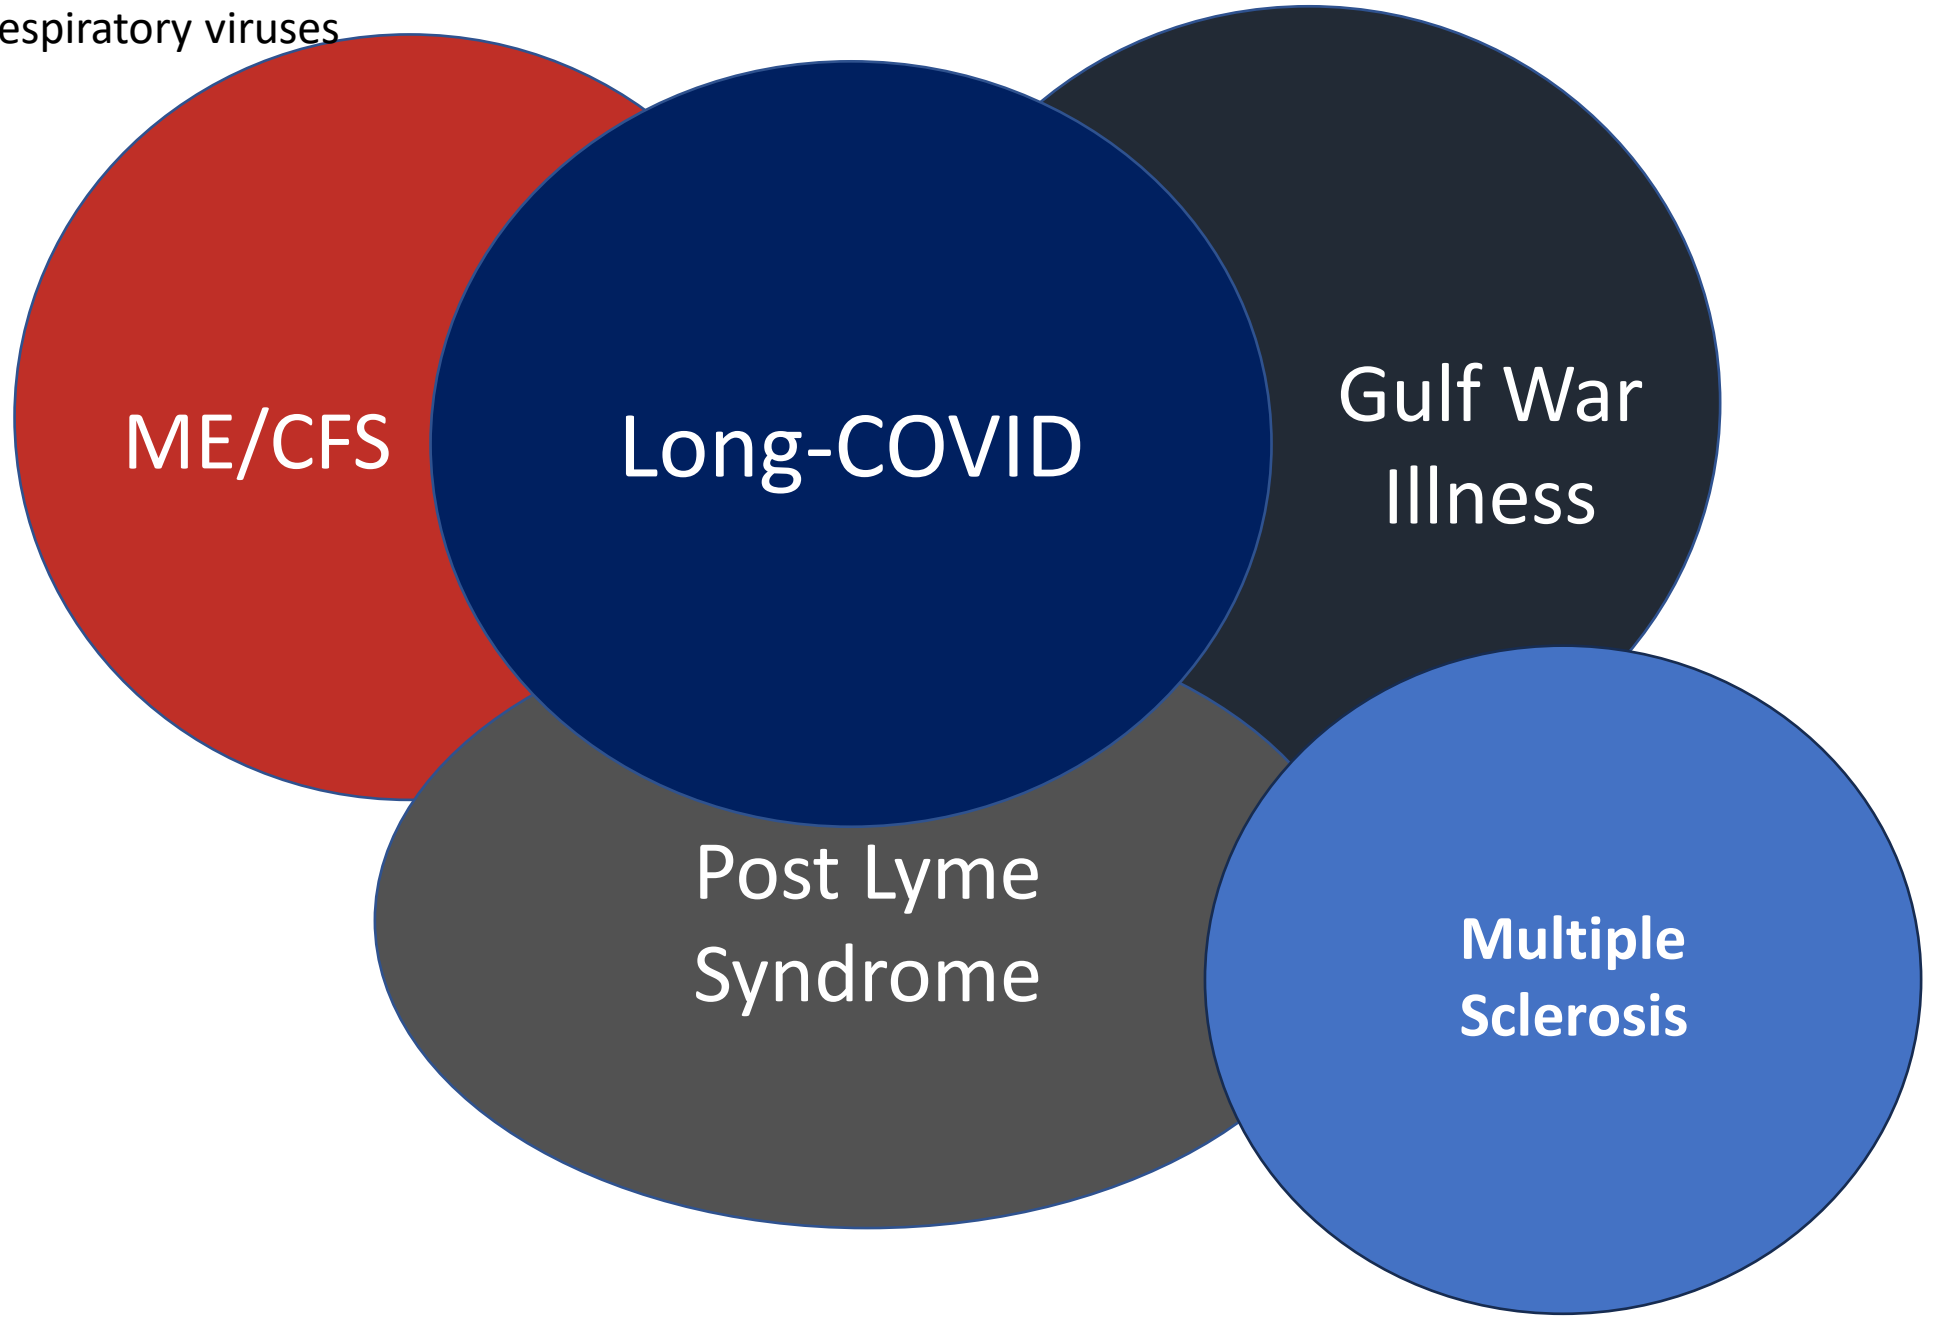 espiratory viruses
ME/CFS
Long-COVID
Gulf War
Illness
Post Lyme
Syndrome
Multiple
Sclerosis